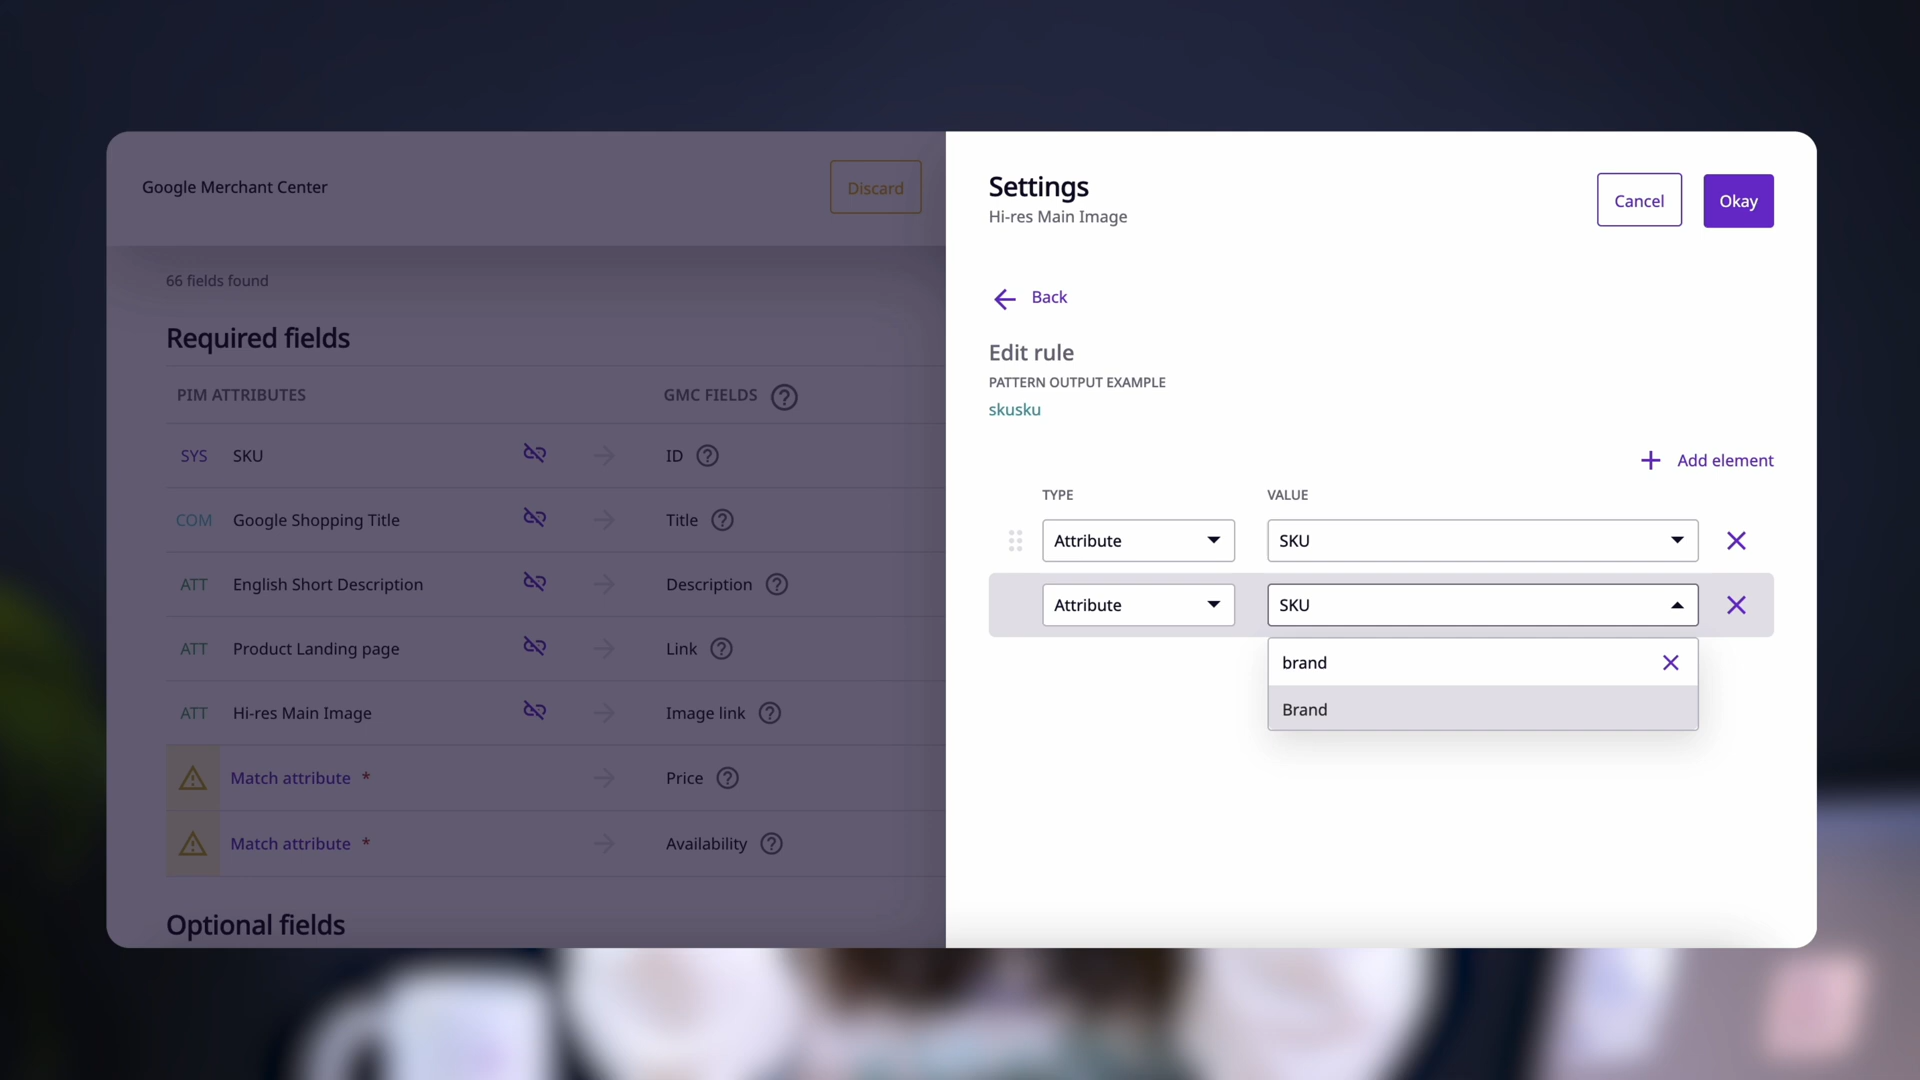 Google Merchant Center
Discard
66 fields found
Required fields
PIM ATTRIBUTES GMC FIELDS ?
SYS SKU ID ?
COM Google Shopping Title Title ?
ATT English Short Description Description ?
ATT Product Landing page Link ?
ATT Hi-res Main Image Image link ?
Match attribute * Price ?
Match attribute * Availability ?
Optional fields
Settings
Hi-res Main Image
Cancel
Okay
Back
Edit rule
PATTERN OUTPUT EXAMPLE
skusku
+ Add element
TYPE VALUE
Attribute SKU
Attribute SKU
brand
Brand